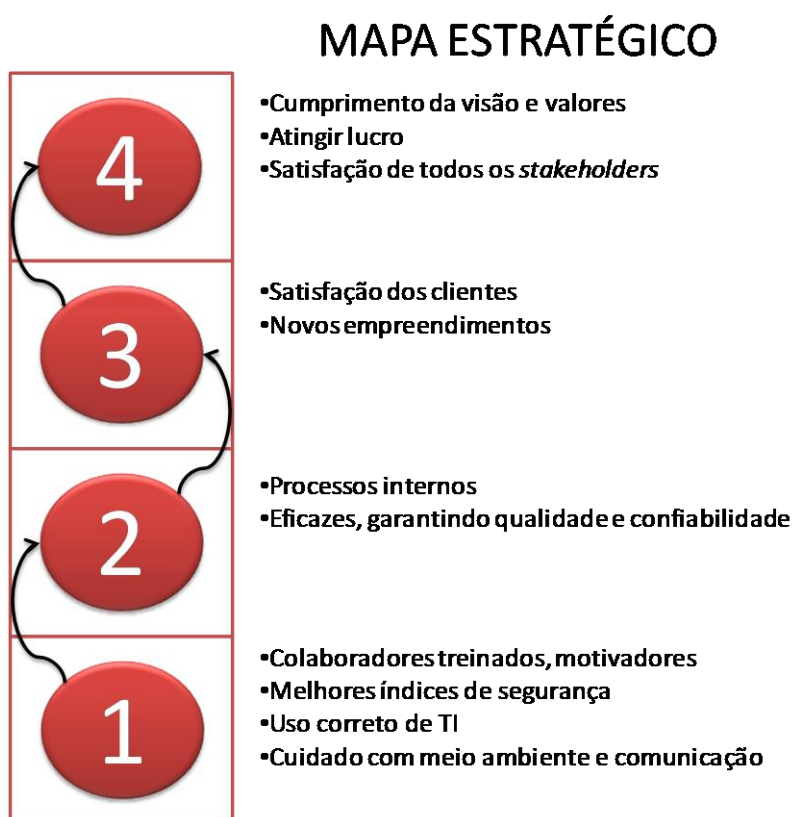 MAPA ESTRATÉGICO
4
•Cumprimento da visão e valores
•Atingir lucro
•Satisfação de todos os stakeholders
3
•Satisfação dos clientes
•Novos empreendimentos
2
•Processos internos
•Eficazes, garantindo qualidade e confiabilidade
1
•Colaboradores treinados, motivadores
•Melhores índices de segurança
•Uso correto de TI
•Cuidado com meio ambiente e comunicação